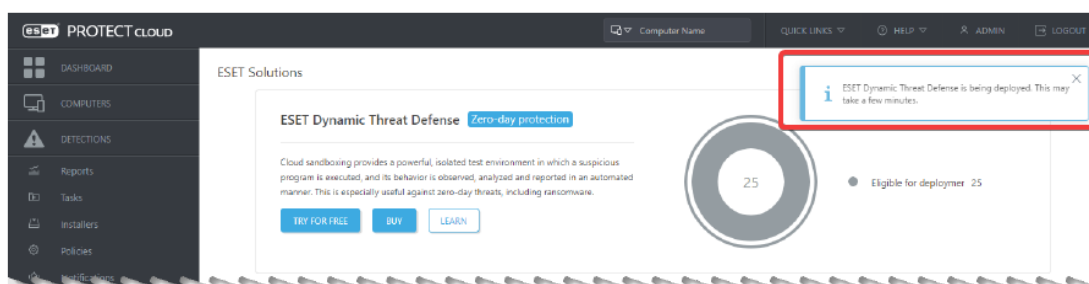 eset PROTECT CLOUD
Computer Name
QUICK LINKS
HELP
ADMIN
LOGOUT
DASHBOARD
COMPUTERS
DETECTIONS
Reports
Tasks
Installers
Policies
Notifications
ESET Solutions
ESET Dynamic Threat Defense is being deployed. This may
take a few minutes.
ESET Dynamic Threat Defense Zero-day protection
Cloud sandboxing provides a powerful, isolated test environment in which a suspicious
program is executed, and its behavior is observed, analyzed and reported in an automated
manner. This is especially useful against zero-day threats, including ransomware.
TRY FOR FREE
BUY
LEARN
25
Eligible for deploymer 25